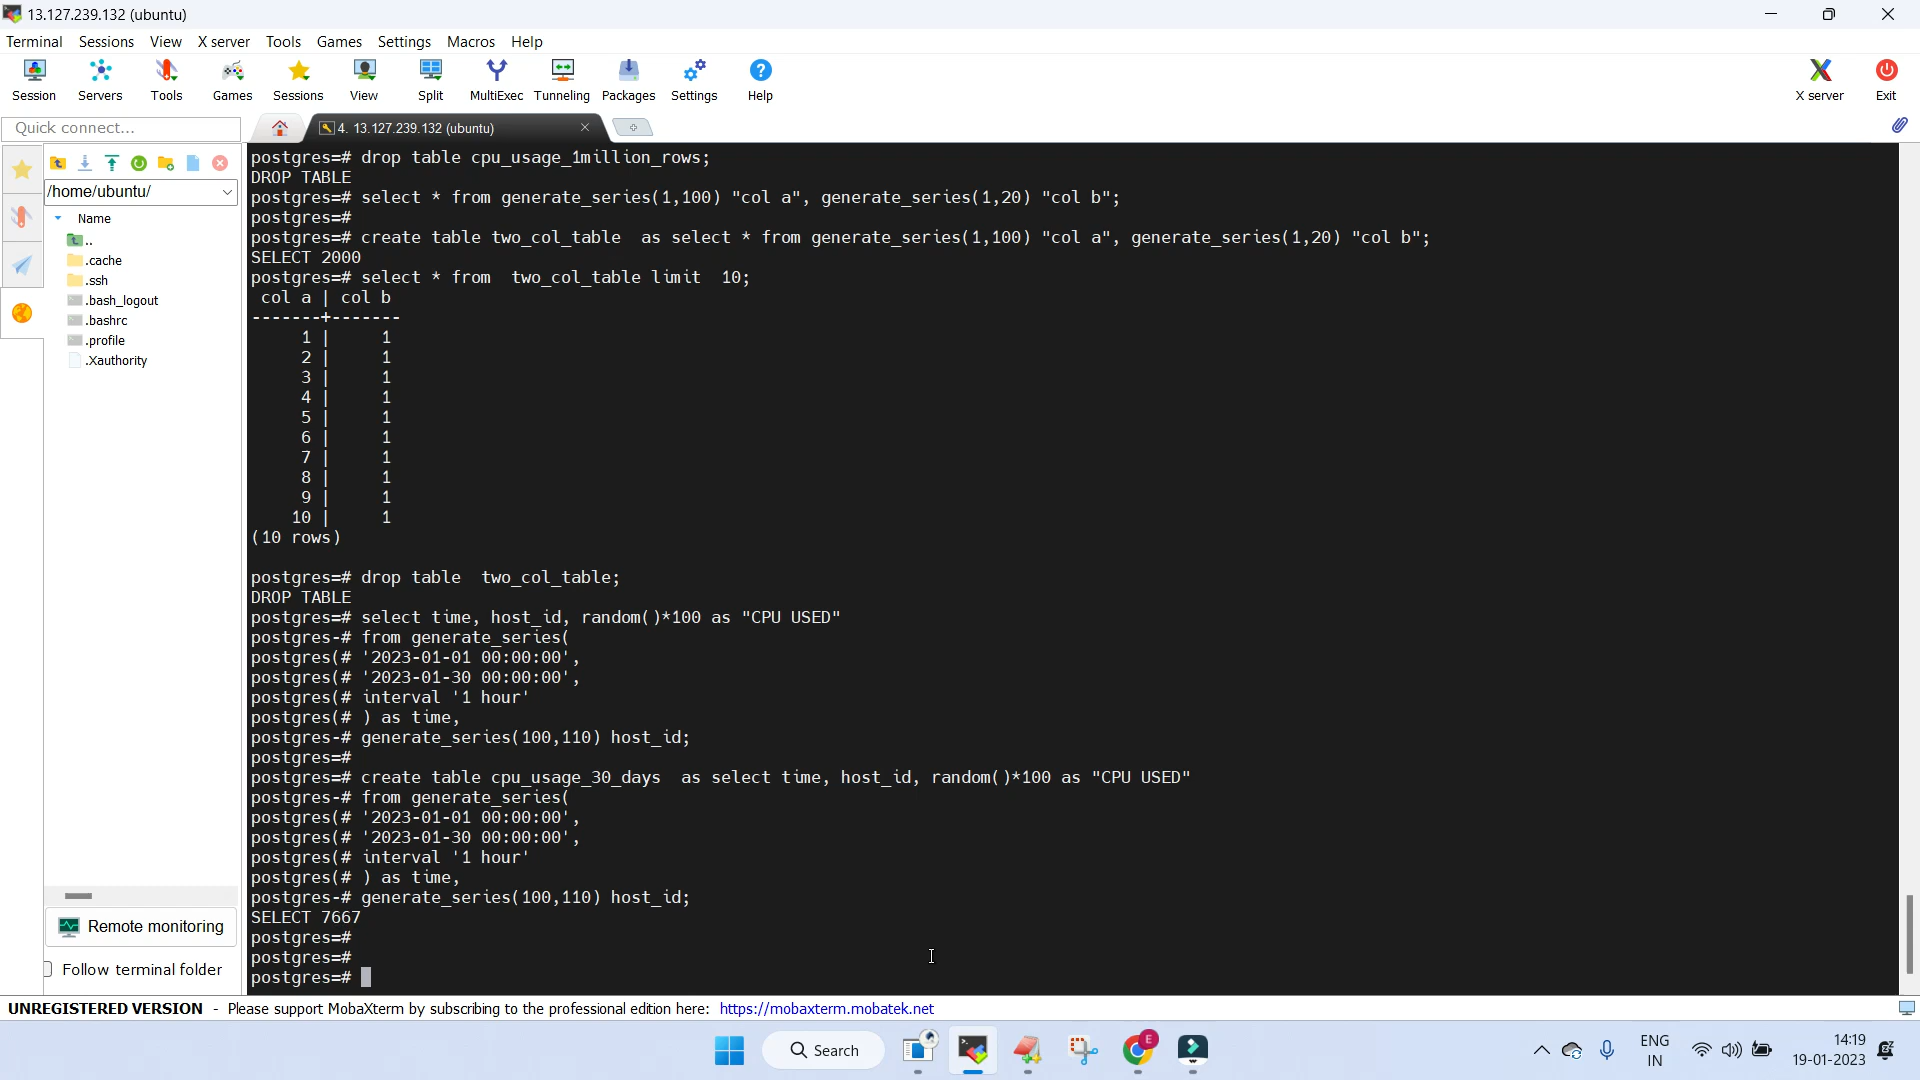 13.127.239.132 (ubuntu)
Terminal Sessions View X server Tools Games Settings Macros Help
Session Servers Tools Games Sessions View Split MultiExec Tunneling Packages Settings Help X server Exit
Quick connect...
4. 13.127.239.132 (ubuntu)
/home/ubuntu/
Name
..
.cache
.ssh
.bash_logout
.bashrc
.profile
.Xauthority
Remote monitoring
Follow terminal folder
postgres=# drop table cpu_usage_1million_rows;
DROP TABLE
postgres=# select * from generate_series(1,100) "col a", generate_series(1,20) "col b";
postgres=#
postgres=# create table two_col_table  as select * from generate_series(1,100) "col a", generate_series(1,20) "col b";
SELECT 2000
postgres=# select * from  two_col_table limit  10;
 col a | col b
-------+-------
     1 |     1
     2 |     1
     3 |     1
     4 |     1
     5 |     1
     6 |     1
     7 |     1
     8 |     1
     9 |     1
    10 |     1
(10 rows)
postgres=# drop table  two_col_table;
DROP TABLE
postgres=# select time, host_id, random()*100 as "CPU USED"
postgres-# from generate_series(
postgres(# '2023-01-01 00:00:00',
postgres(# '2023-01-30 00:00:00',
postgres(# interval '1 hour'
postgres(# ) as time,
postgres-# generate_series(100,110) host_id;
postgres=#
postgres=# create table cpu_usage_30_days  as select time, host_id, random()*100 as "CPU USED"
postgres-# from generate_series(
postgres(# '2023-01-01 00:00:00',
postgres(# '2023-01-30 00:00:00',
postgres(# interval '1 hour'
postgres(# ) as time,
postgres-# generate_series(100,110) host_id;
SELECT 7667
postgres=#
postgres=#
postgres=#
UNREGISTERED VERSION - Please support MobaXterm by subscribing to the professional edition here: https://mobaxterm.mobatek.net
Search
E
ENG
IN
14:19
19-01-2023